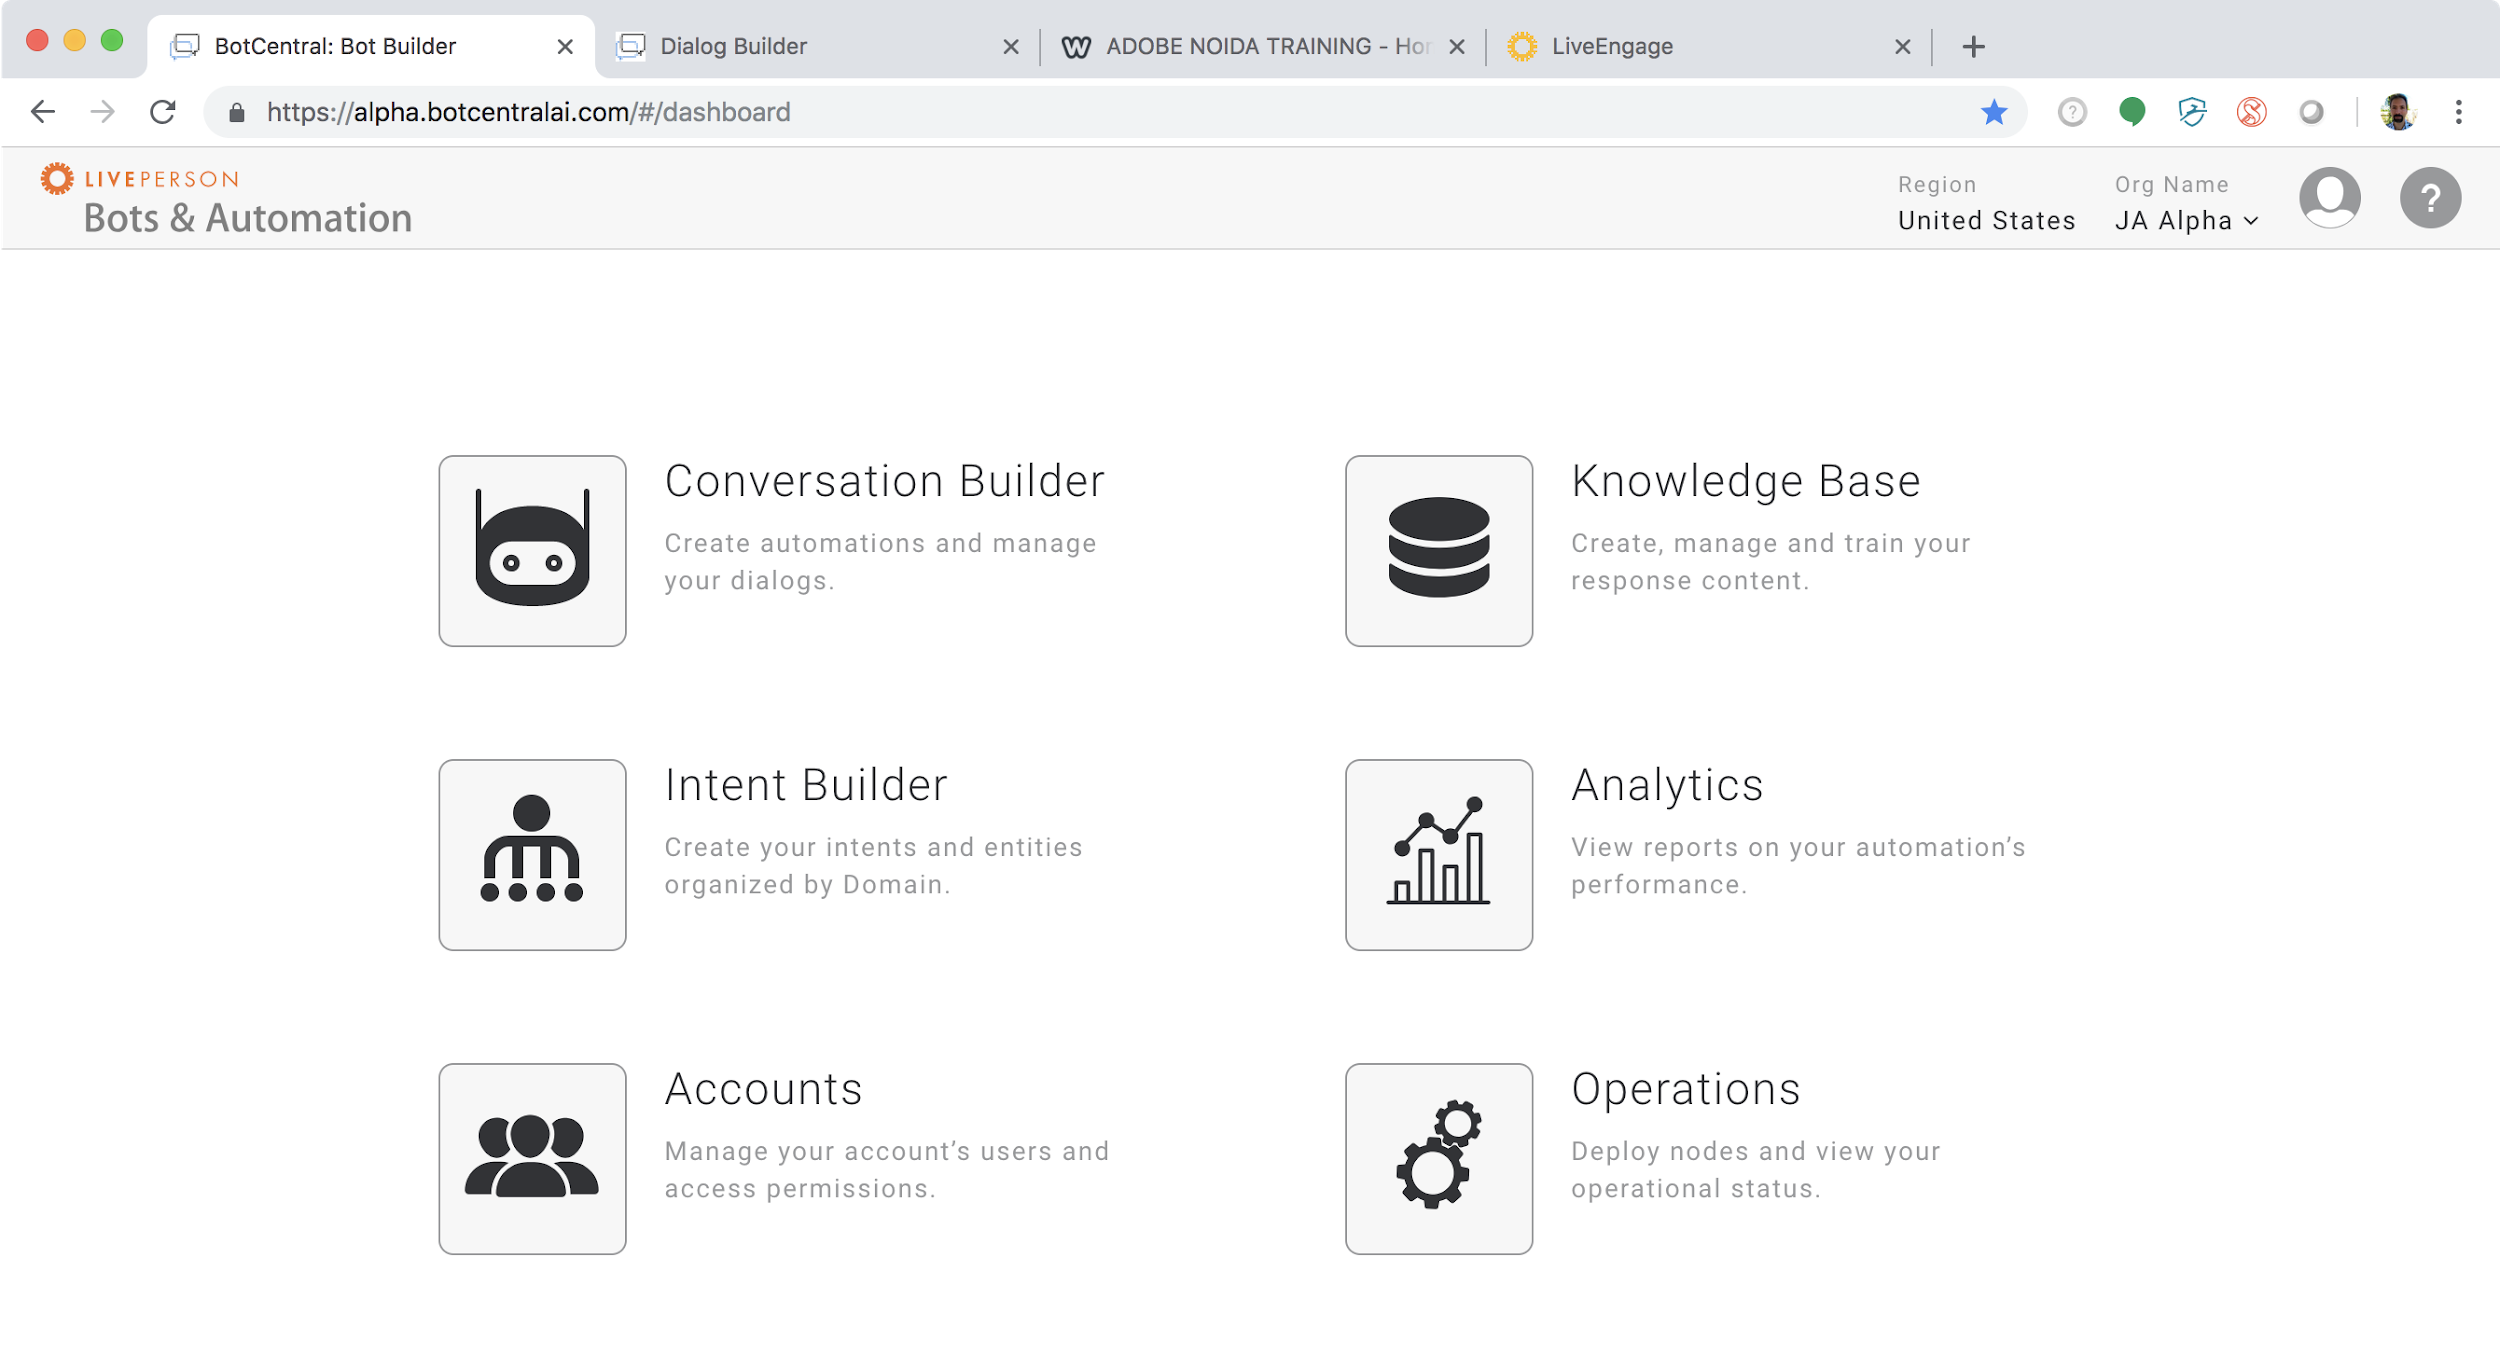 BotCentral: Bot Builder
Dialog Builder
ADOBE NOIDA TRAINING - Hor
LiveEngage
https://alpha.botcentralai.com/#/dashboard
LIVEPERSON
Bots & Automation
Region
United States
Org Name
JA Alpha
?
Conversation Builder
Create automations and manage
your dialogs.
Knowledge Base
Create, manage and train your
response content.
Intent Builder
Create your intents and entities
organized by Domain.
Analytics
View reports on your automation’s
performance.
Accounts
Manage your account’s users and
access permissions.
Operations
Deploy nodes and view your
operational status.